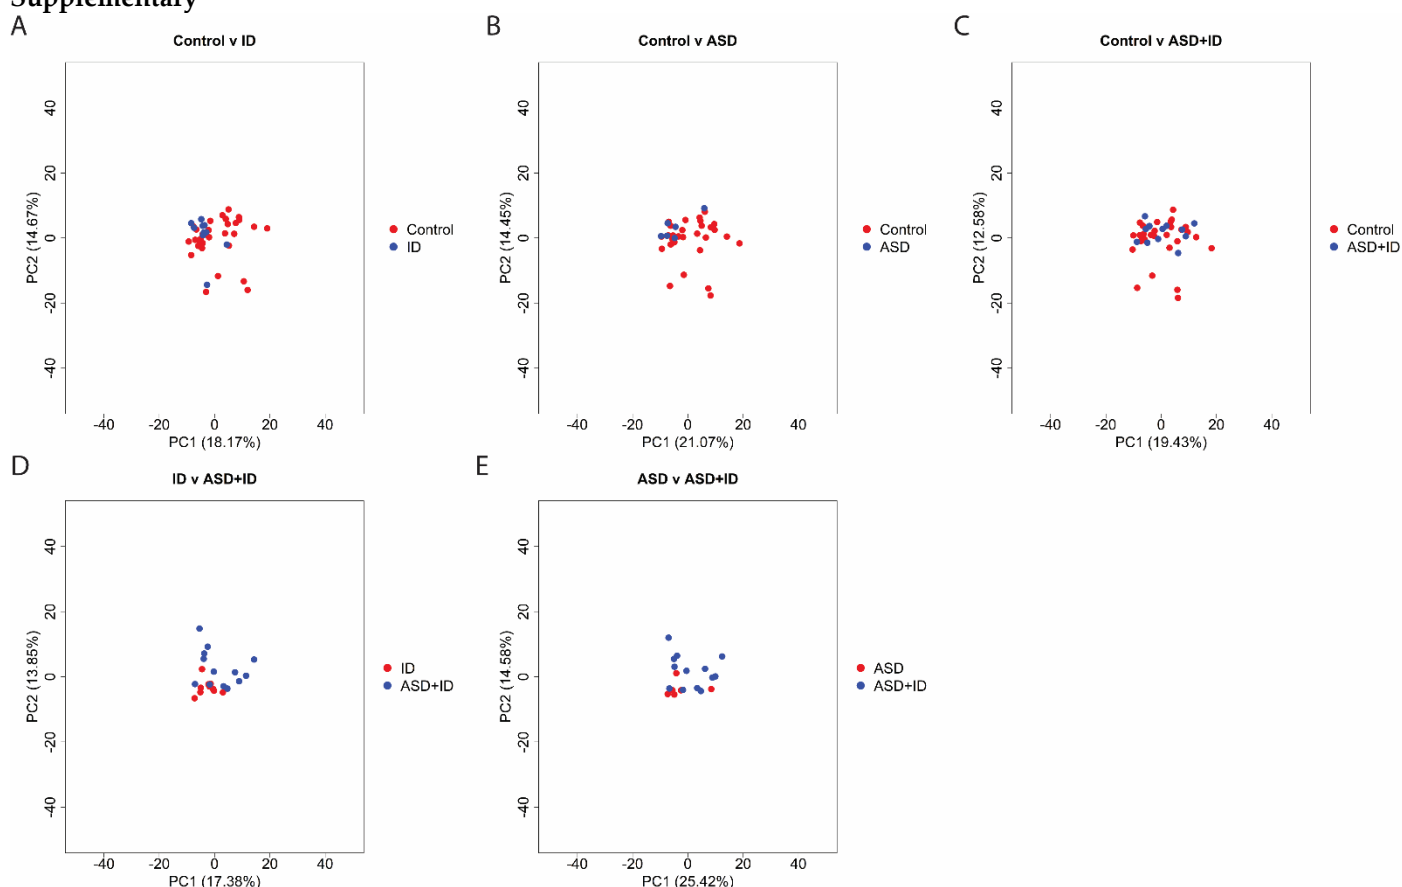 Supplementary
A
Control v ID
PC2 (14.67%)
40
20
0
-20
-40
-40 -20 0 20 40
PC1 (18.17%)
Control
ID
B
Control v ASD
PC2 (14.45%)
40
20
0
-20
-40
-40 -20 0 20 40
PC1 (21.07%)
Control
ASD
C
Control v ASD+ID
PC2 (12.58%)
40
20
0
-20
-40
-40 -20 0 20 40
PC1 (19.43%)
Control
ASD+ID
D
ID v ASD+ID
PC2 (13.85%)
40
20
0
-20
-40
-40 -20 0 20 40
PC1 (17.38%)
ID
ASD+ID
E
ASD v ASD+ID
PC2 (14.58%)
40
20
0
-20
-40
-40 -20 0 20 40
PC1 (25.42%)
ASD
ASD+ID